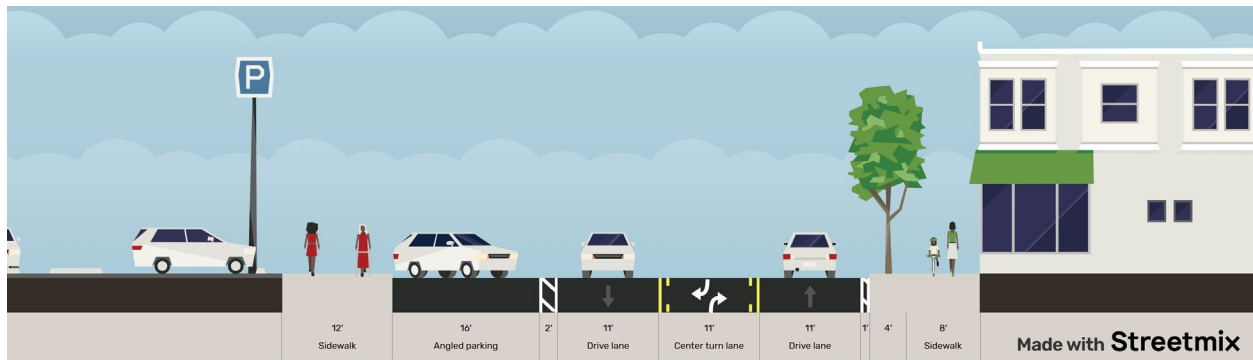 P
12' 16' 2' 11' 11' 11' 1' 4' 8'
Sidewalk Angled parking Drive lane Center turn lane Drive lane Sidewalk
Made with Streetmix